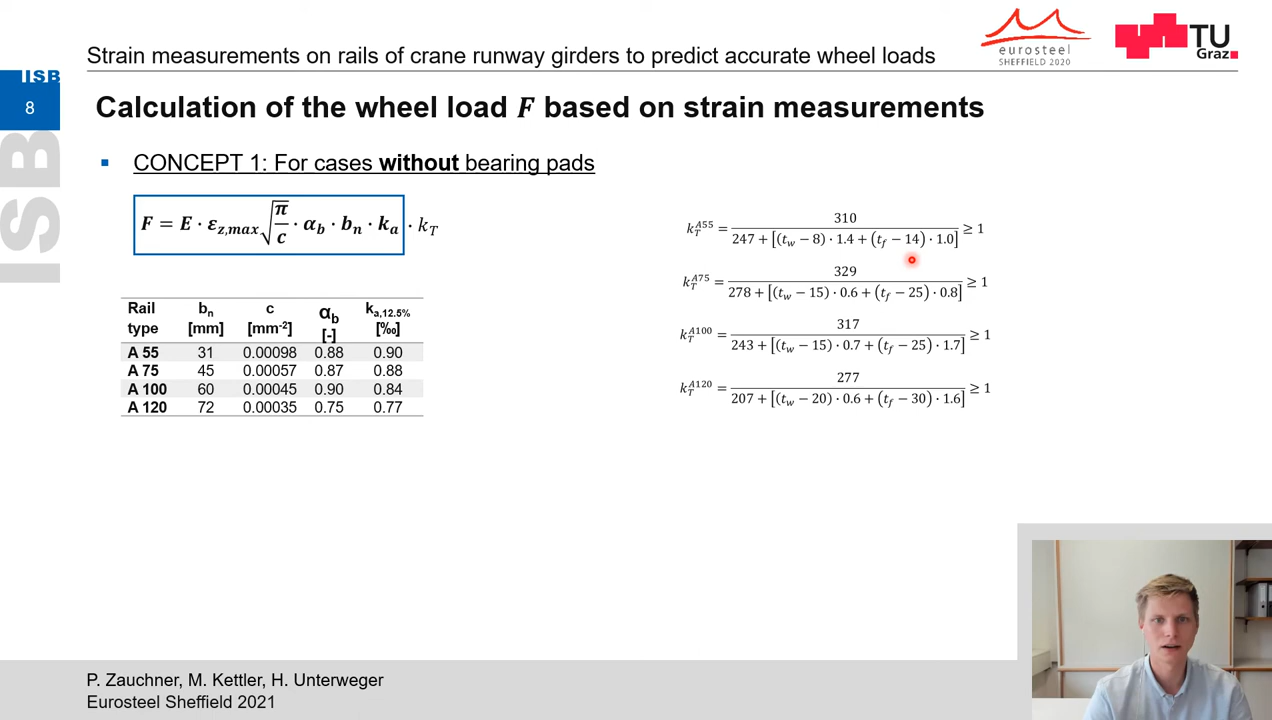 eurosteel
SHEFFIELD 2020
TU
Graz
Strain measurements on rails of crane runway girders to predict accurate wheel loads
ISB
8
Calculation of the wheel load F based on strain measurements
ISB
▪ CONCEPT 1: For cases without bearing pads
F = E · ε_{z,max} √(π/c) · α_b · b_n · k_a · k_T
Rail type b_n [mm] c [mm⁻²] α_b [-] k_{a,12.5%} [‰]
A 55 31 0.00098 0.88 0.90
A 75 45 0.00057 0.87 0.88
A 100 60 0.00045 0.90 0.84
A 120 72 0.00035 0.75 0.77
k_T^{A55} = 310 / (247 + [(t_w − 8) · 1.4 + (t_f − 14) · 1.0]) ≥ 1
k_T^{A75} = 329 / (278 + [(t_w − 15) · 0.6 + (t_f − 25) · 0.8]) ≥ 1
k_T^{A100} = 317 / (243 + [(t_w − 15) · 0.7 + (t_f − 25) · 1.7]) ≥ 1
k_T^{A120} = 277 / (207 + [(t_w − 20) · 0.6 + (t_f − 30) · 1.6]) ≥ 1
P. Zauchner, M. Kettler, H. Unterweger
Eurosteel Sheffield 2021